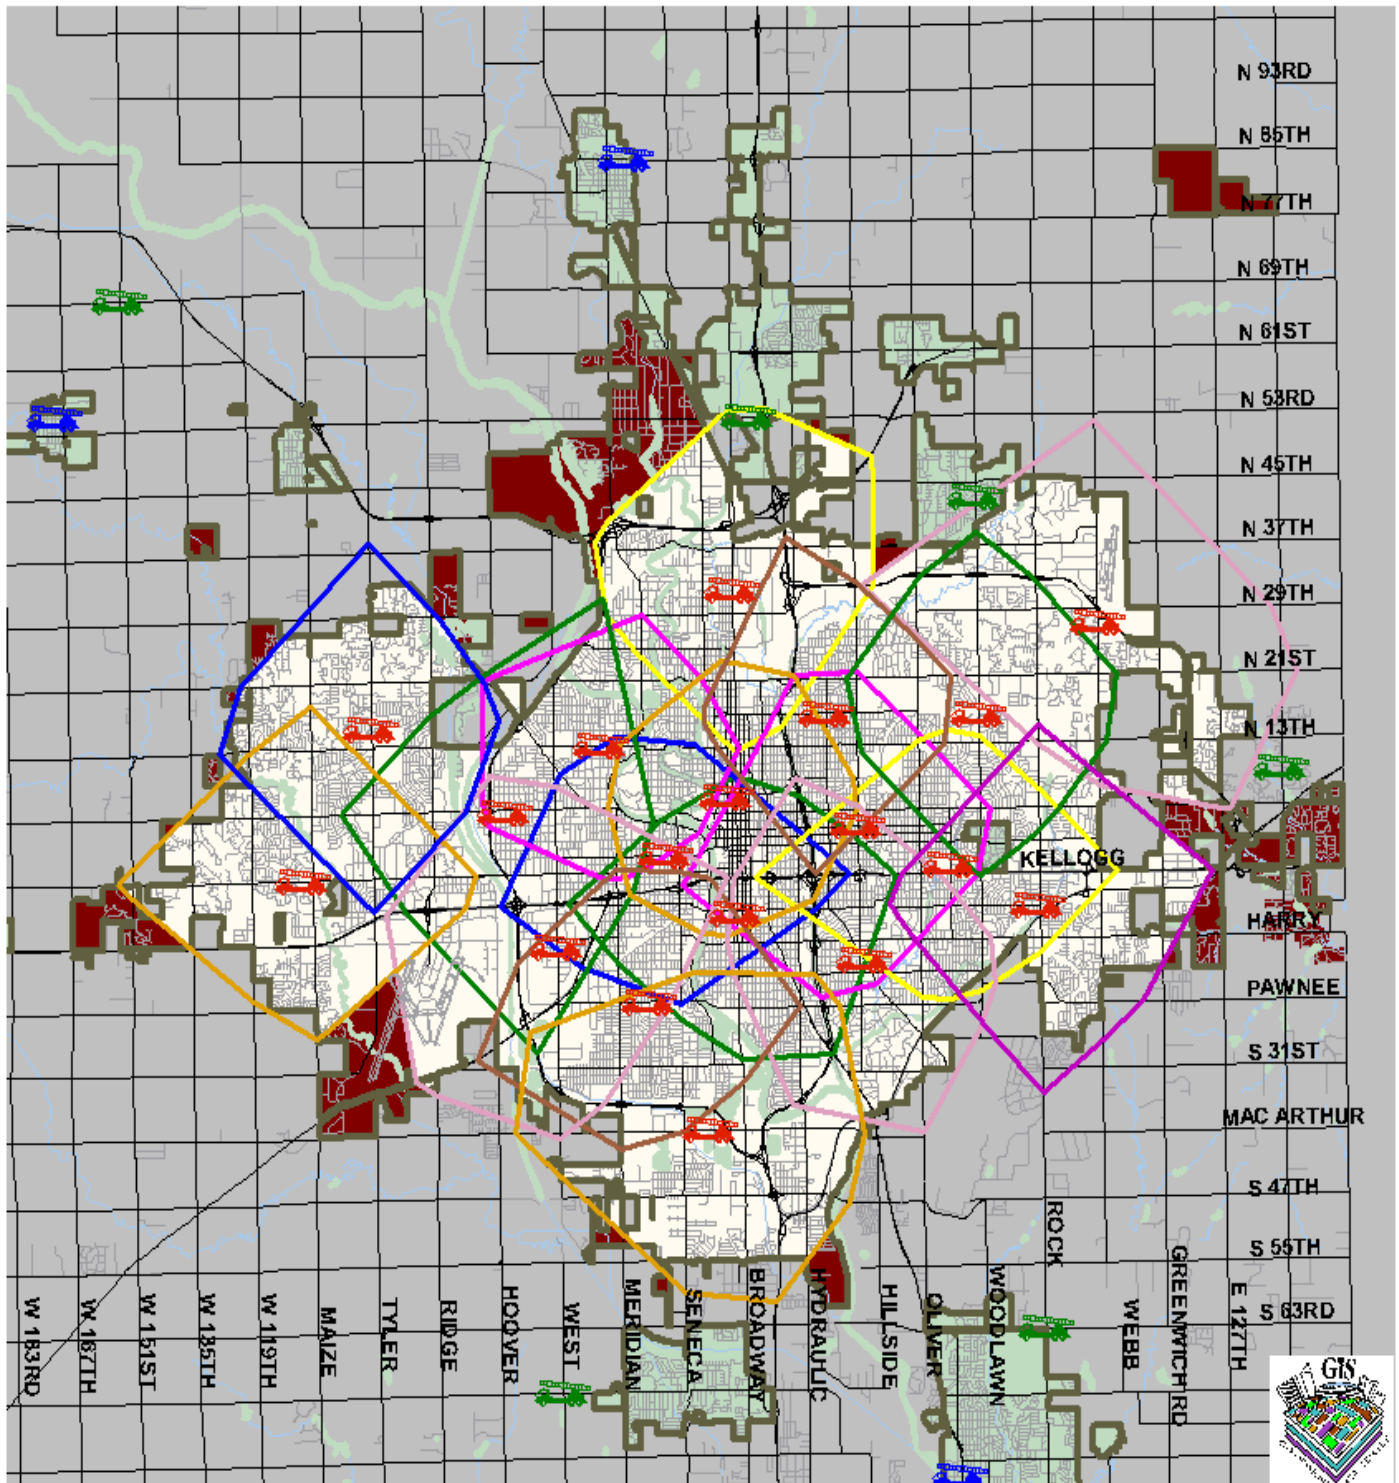 N 93RD
N 85TH
N 77TH
N 69TH
N 61ST
N 53RD
N 45TH
N 37TH
N 29TH
N 21ST
N 13TH
KELLOGG
HARRY
PAWNEE
S 31ST
MAC ARTHUR
S 47TH
S 55TH
S 63RD
W 183RD
W 167TH
W 151ST
W 135TH
W 119TH
MAIZE
TYLER
RIDGE
HOOVER
WEST
MERIDIAN
SENECA
BROADWAY
HYDRAULIC
HILLSIDE
OLIVER
WOODLAWN
ROCK
WEBB
GREENWICH RD
E 127TH
GIS